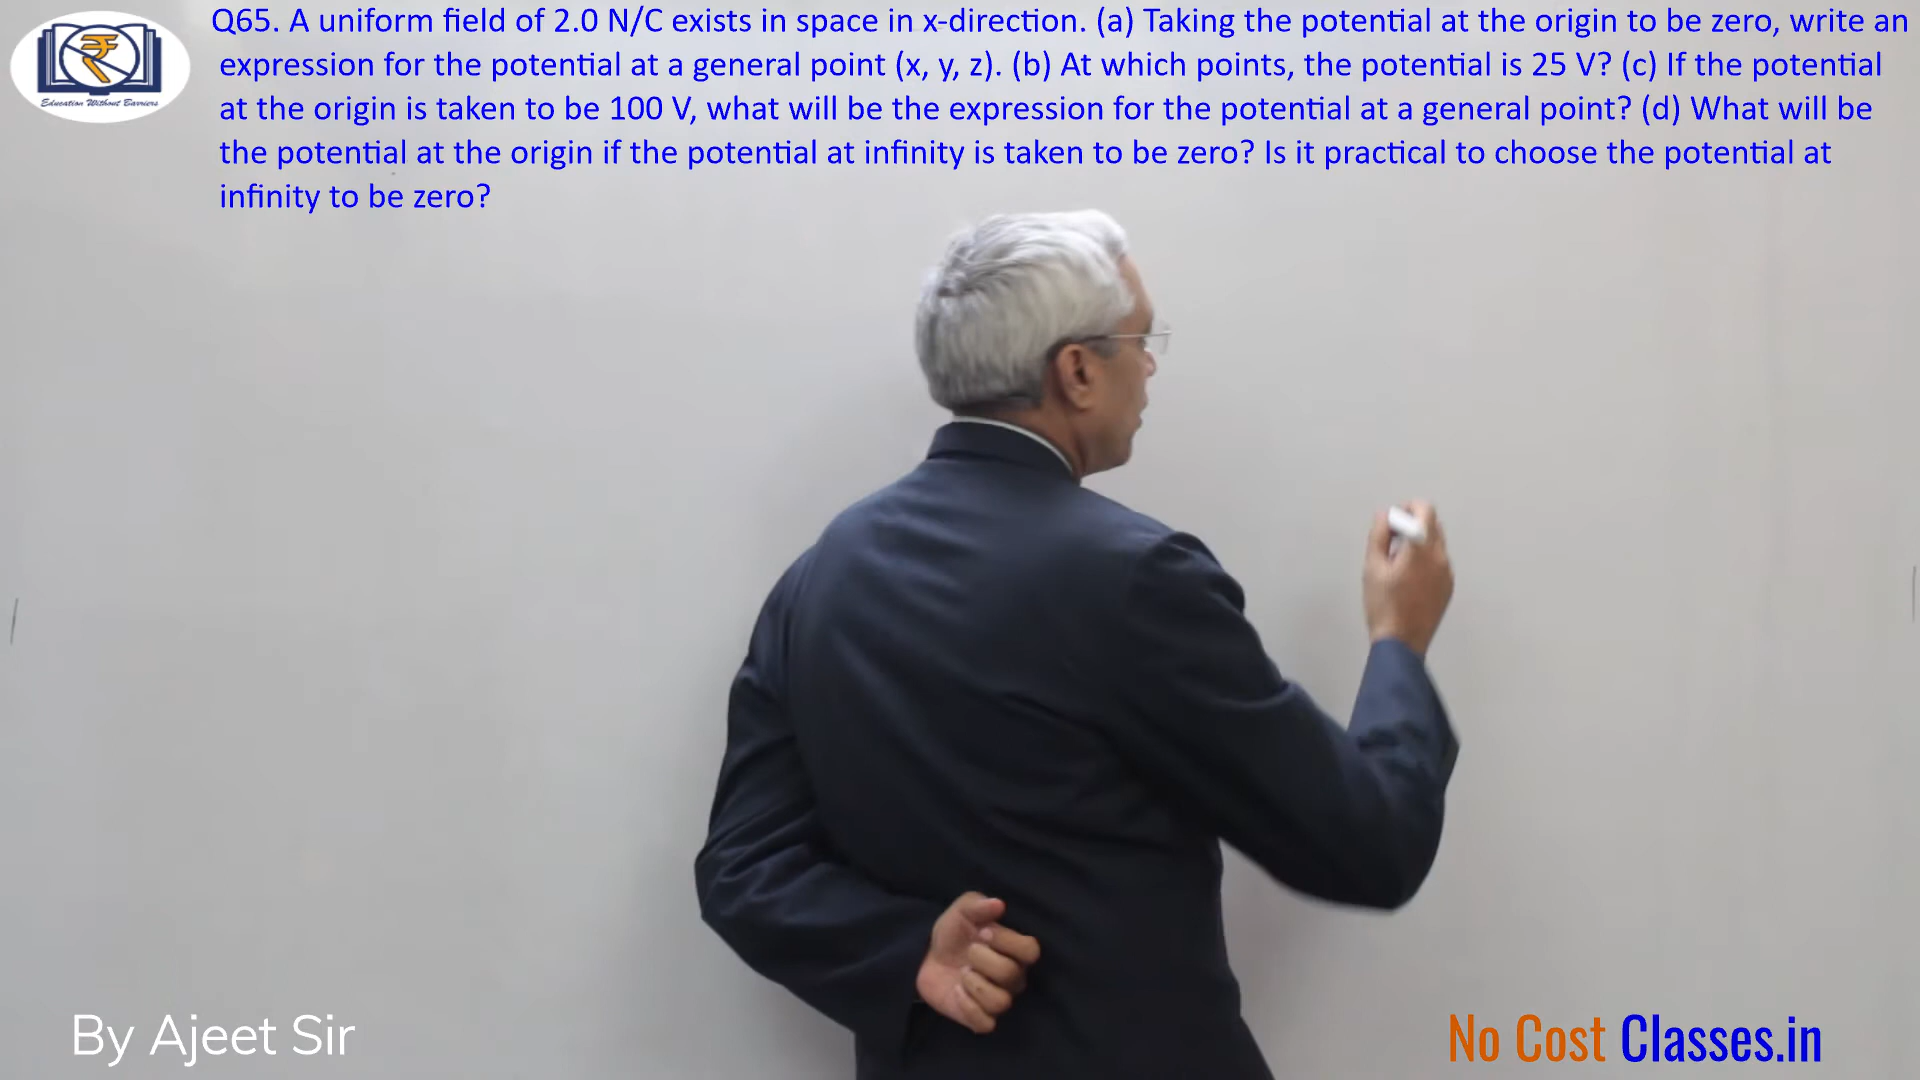 Q65. A uniform field of 2.0 N/C exists in space in x-direction. (a) Taking the potential at the origin to be zero, write an
expression for the potential at a general point (x, y, z). (b) At which points, the potential is 25 V? (c) If the potential
at the origin is taken to be 100 V, what will be the expression for the potential at a general point? (d) What will be
the potential at the origin if the potential at infinity is taken to be zero? Is it practical to choose the potential at
infinity to be zero?
Education Without Barriers
By Ajeet Sir
No Cost Classes.in